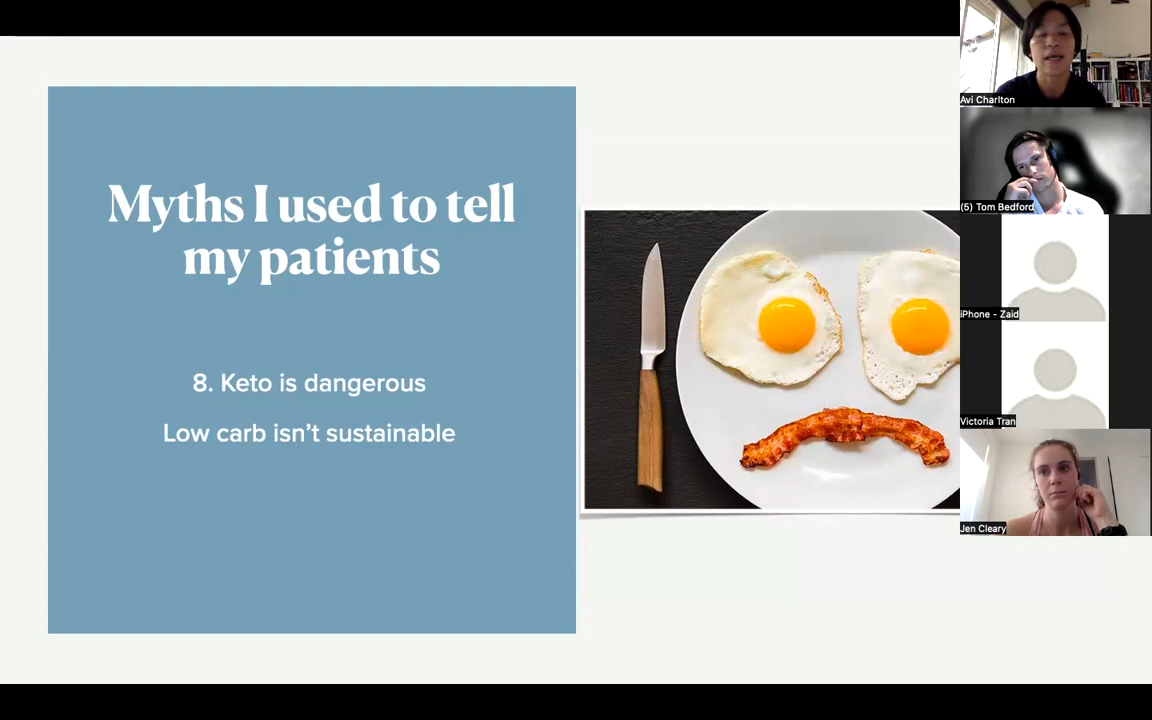 Myths I used to tell
my patients
8. Keto is dangerous
Low carb isn’t sustainable
Avi Charlton
(5) Tom Bedford
iPhone - Zaid
Victoria Tran
Jen Cleary